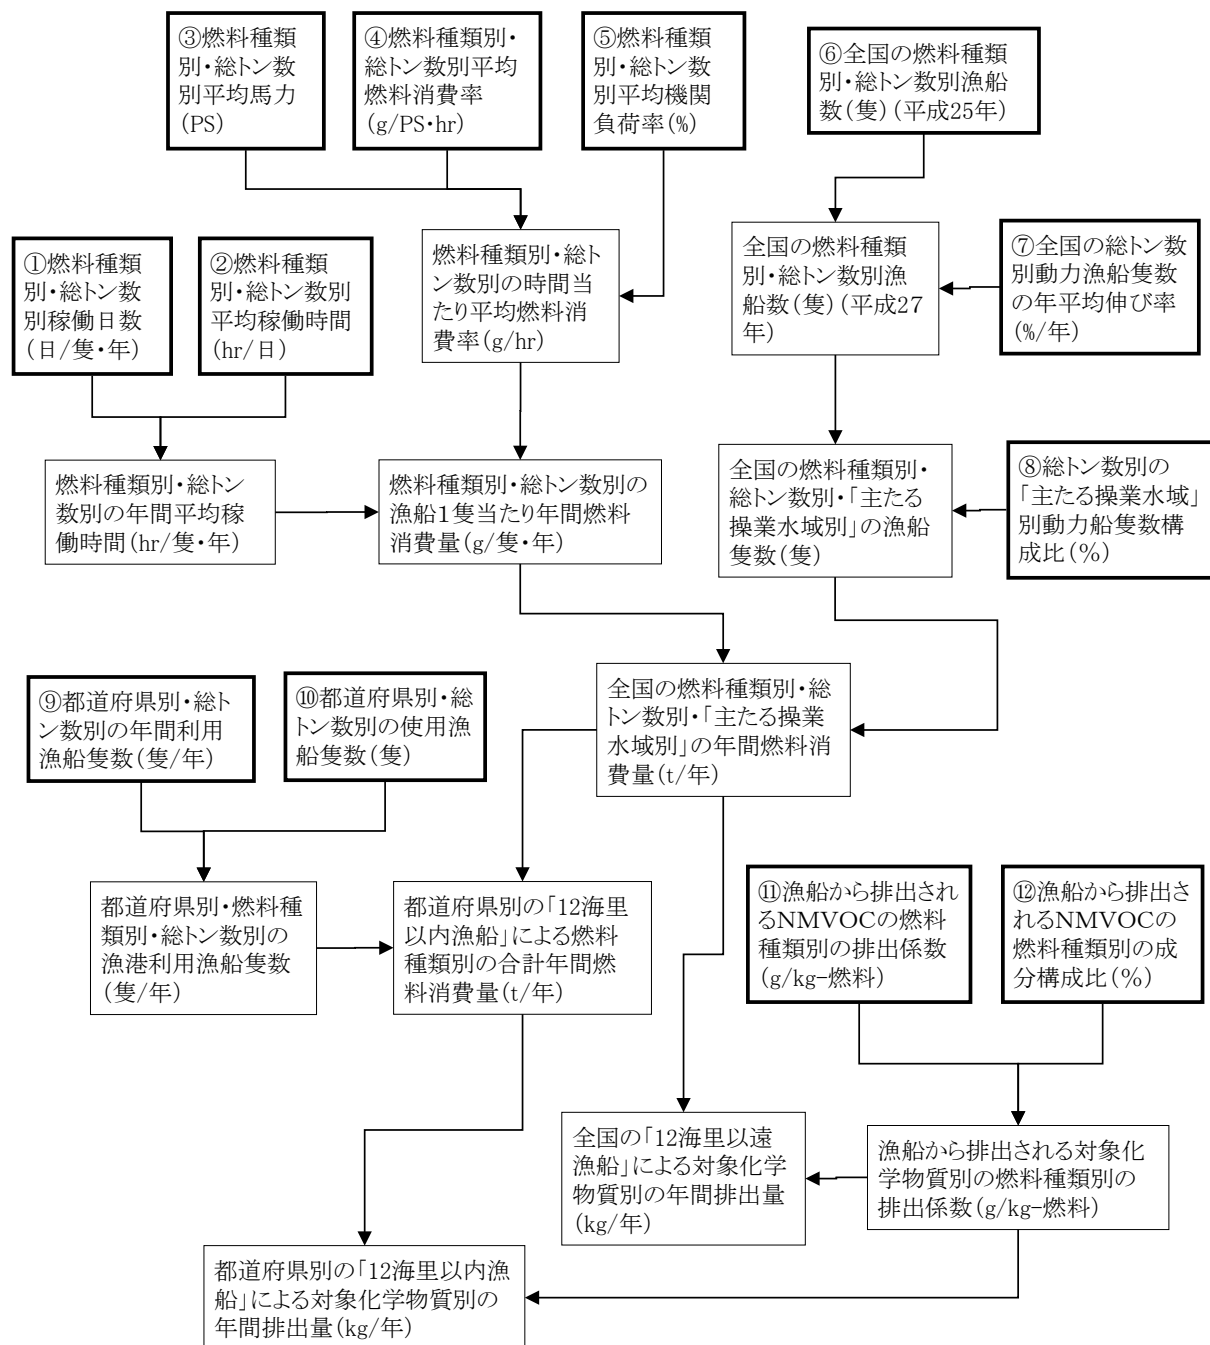 ③燃料種類
別・総トン数
別平均馬力
(PS)
④燃料種類別・
総トン数別平均
燃料消費率
(g/PS・hr)
⑤燃料種類
別・総トン数
別平均機関
負荷率(%)
⑥全国の燃料種類
別・総トン数別漁船
数(隻)(平成25年)
①燃料種類
別・総トン数
別稼働日数
(日/隻・年)
②燃料種類
別・総トン数別
平均稼働時間
(hr/日)
燃料種類別・総ト
ン数別の時間当
たり平均燃料消
費率(g/hr)
全国の燃料種類
別・総トン数別漁
船数(隻)(平成27
年)
⑦全国の総トン数
別動力漁船隻数
の年平均伸び率
(%/年)
燃料種類別・総トン
数別の年間平均稼
働時間(hr/隻・年)
燃料種類別・総トン数別の
漁船1隻当たり年間燃料
消費量(g/隻・年)
全国の燃料種類別・
総トン数別・「主たる
操業水域別」の漁船
隻数(隻)
⑧総トン数別の
「主たる操業水域」
別動力船隻数構
成比(%)
⑨都道府県別・総ト
ン数別の年間利用
漁船隻数(隻/年)
⑩都道府県別・総
トン数別の使用漁
船隻数(隻)
全国の燃料種類別・総
トン数別・「主たる操業
水域別」の年間燃料消
費量(t/年)
都道府県別・燃料種
類別・総トン数別の
漁港利用漁船隻数
(隻/年)
都道府県別の「12海里
以内漁船」による燃料
種類別の合計年間燃
料消費量(t/年)
⑪漁船から排出され
るNMVOCの燃料
種類別の排出係数
(g/kg-燃料)
⑫漁船から排出さ
れるNMVOCの
燃料種類別の成
分構成比(%)
全国の「12海里以遠
漁船」による対象化学
物質別の年間排出量
(kg/年)
漁船から排出される対象化
学物質別の燃料種類別の
排出係数(g/kg-燃料)
都道府県別の「12海里以内漁
船」による対象化学物質別の
年間排出量(kg/年)